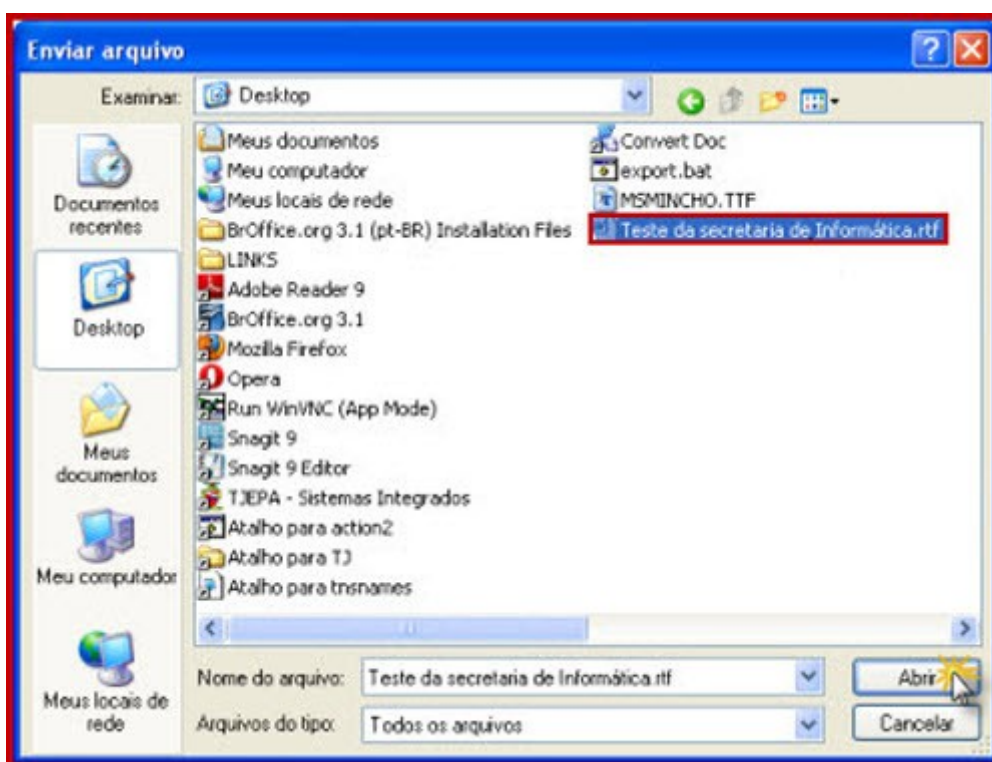 Enviar arquivo
Examinar:
Desktop
Documentos
recentes
Desktop
Meus
documentos
Meu computador
Meus locais de
rede
Meus documentos
Meu computador
Meus locais de rede
BrOffice.org 3.1 (pt-BR) Installation Files
LINKS
Adobe Reader 9
BrOffice.org 3.1
Mozilla Firefox
Opera
Run WinVNC (App Mode)
Snagit 9
Snagit 9 Editor
TJEPA - Sistemas Integrados
Atalho para action2
Atalho para TJ
Atalho para tnsnames
Convert Doc
export.bat
MSMINCHO.TTF
Teste da secretaria de Informática.rtf
Nome do arquivo:
Teste da secretaria de Informática.rtf
Abrir
Arquivos do tipo:
Todos os arquivos
Cancelar